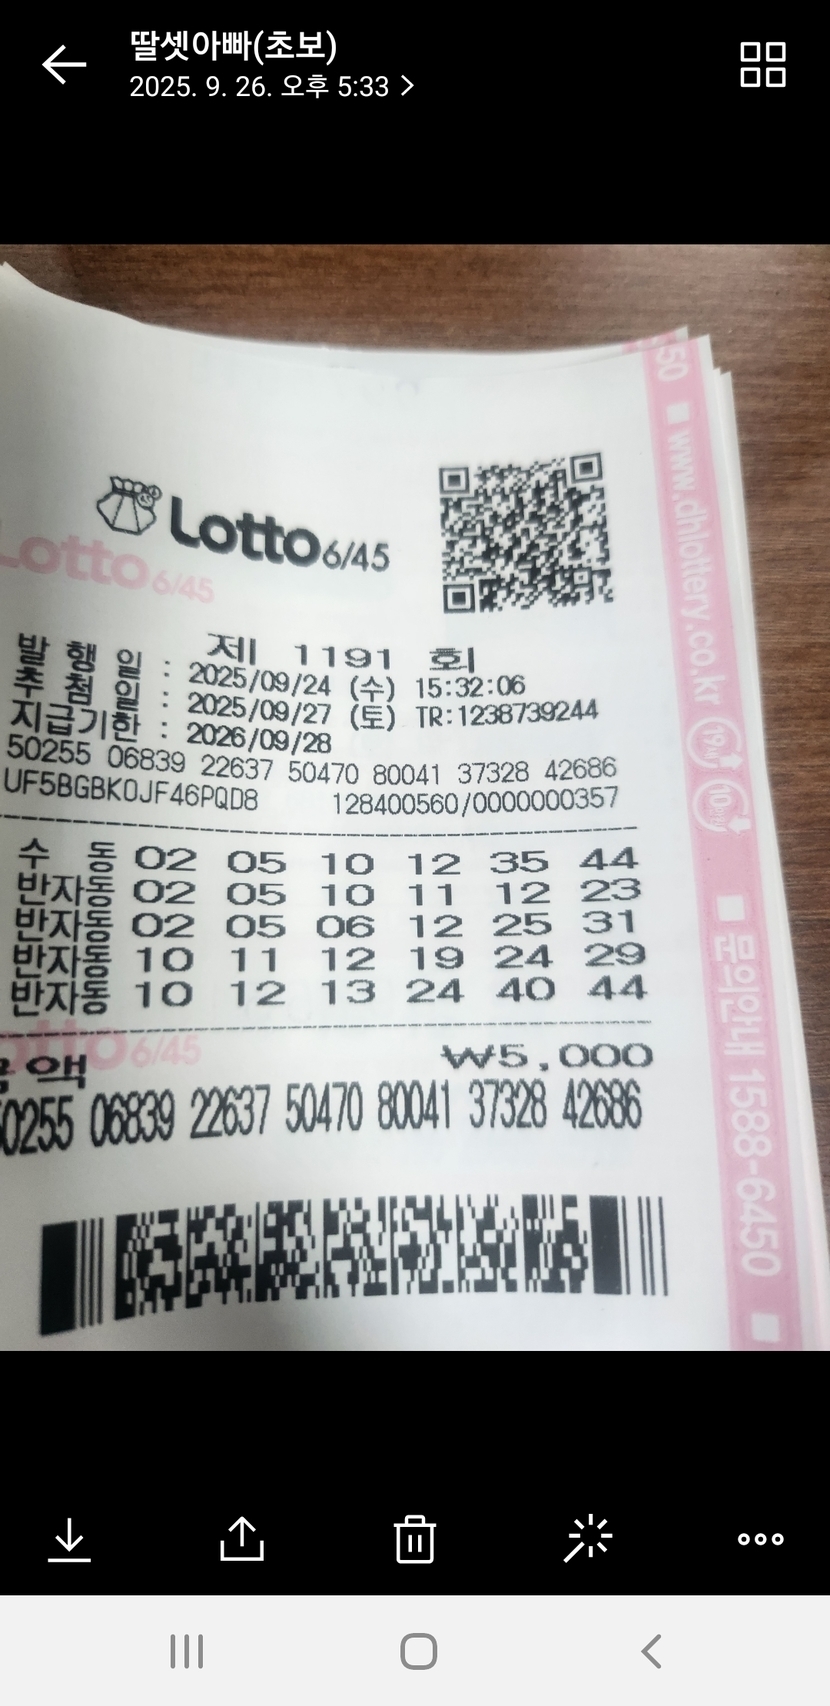 딸셋아빠(초보)
2025. 9. 26. 오후 5:33
50 ■ www.dhlottery.co.kr
Lotto 6/45
Lotto 6/45
제 1191 회
발 행 일 : 2025/09/24 (수) 15:32:06
추 첨 일 : 2025/09/27 (토) TR:1238739244
지급기한 : 2026/09/28
50255 06839 22637 50470 80041 37328 42686
UF5BGBK0JF46PQD8 128400560/0000000357
수 동 02 05 10 12 35 44
반자동 02 05 10 11 12 23
반자동 02 05 06 12 25 31
반자동 10 11 12 19 24 29
반자동 10 12 13 24 40 44
otto 6/45
액 ₩5,000
0255 06839 22637 50470 80041 37328 42686
■ 문의안내 1588-6450 ■